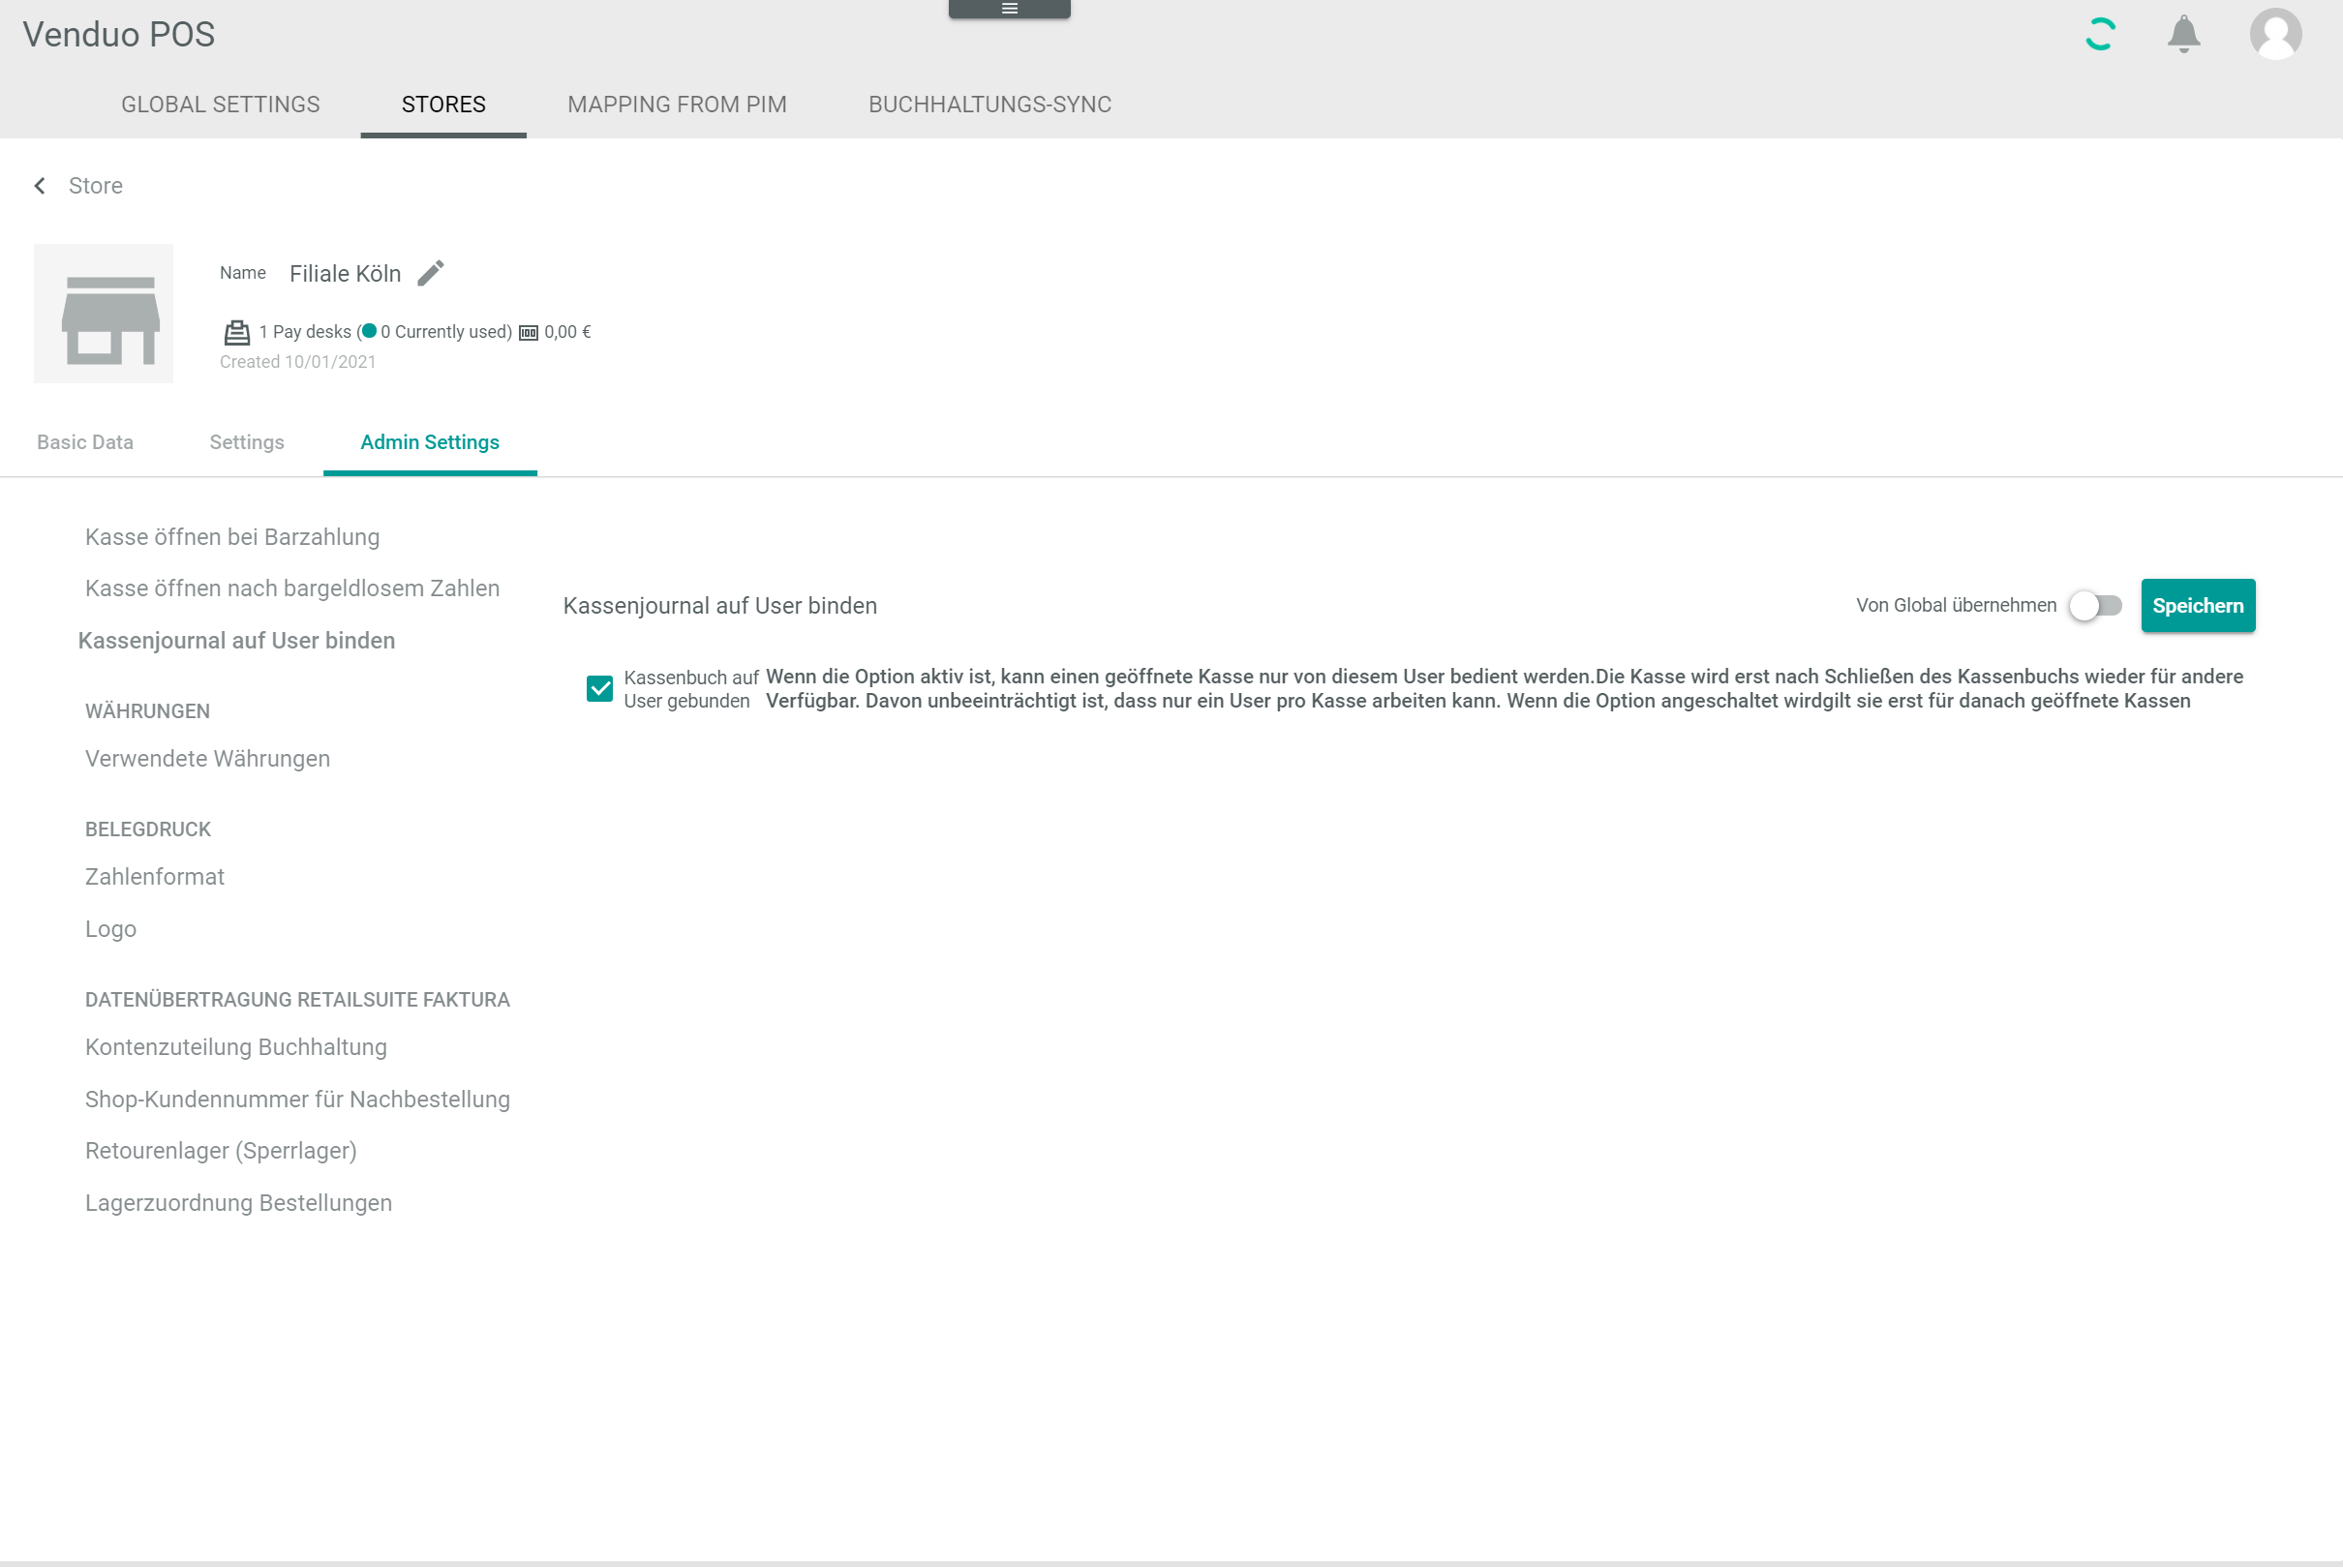 Venduo POS
GLOBAL SETTINGS STORES MAPPING FROM PIM BUCHHALTUNGS-SYNC
Store
Name Filiale Köln
1 Pay desks (0 Currently used) 0,00 €
Created 10/01/2021
Basic Data Settings Admin Settings
Kasse öffnen bei Barzahlung
Kasse öffnen nach bargeldlosem Zahlen
Kassenjournal auf User binden
WÄHRUNGEN
Verwendete Währungen
BELEGDRUCK
Zahlenformat
Logo
DATENÜBERTRAGUNG RETAILSUITE FAKTURA
Kontenzuteilung Buchhaltung
Shop-Kundennummer für Nachbestellung
Retourenlager (Sperrlager)
Lagerzuordnung Bestellungen
Kassenjournal auf User binden
Von Global übernehmen Speichern
Kassenbuch auf
User gebunden
Wenn die Option aktiv ist, kann einen geöffnete Kasse nur von diesem User bedient werden.Die Kasse wird erst nach Schließen des Kassenbuchs wieder für andere
Verfügbar. Davon unbeeinträchtigt ist, dass nur ein User pro Kasse arbeiten kann. Wenn die Option angeschaltet wirdgilt sie erst für danach geöffnete Kassen